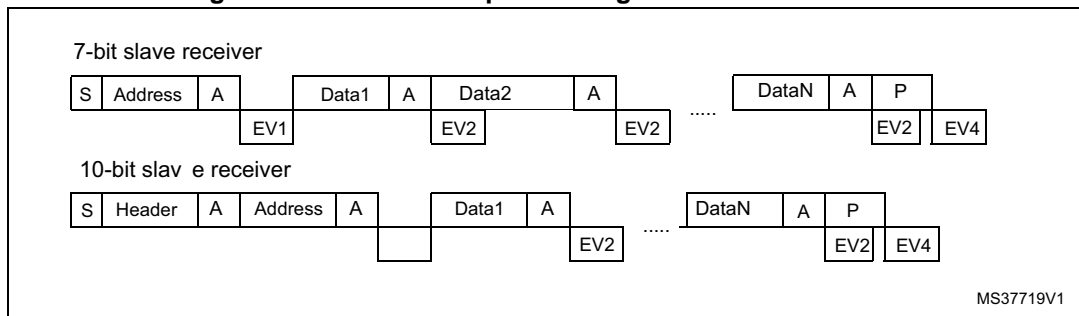 7-bit slave receiver
S Address A Data1 A Data2 A ..... DataN A P
EV1 EV2 EV2 EV2 EV4
10-bit slav e receiver
S Header A Address A Data1 A ..... DataN A P
EV2 EV2 EV4
MS37719V1